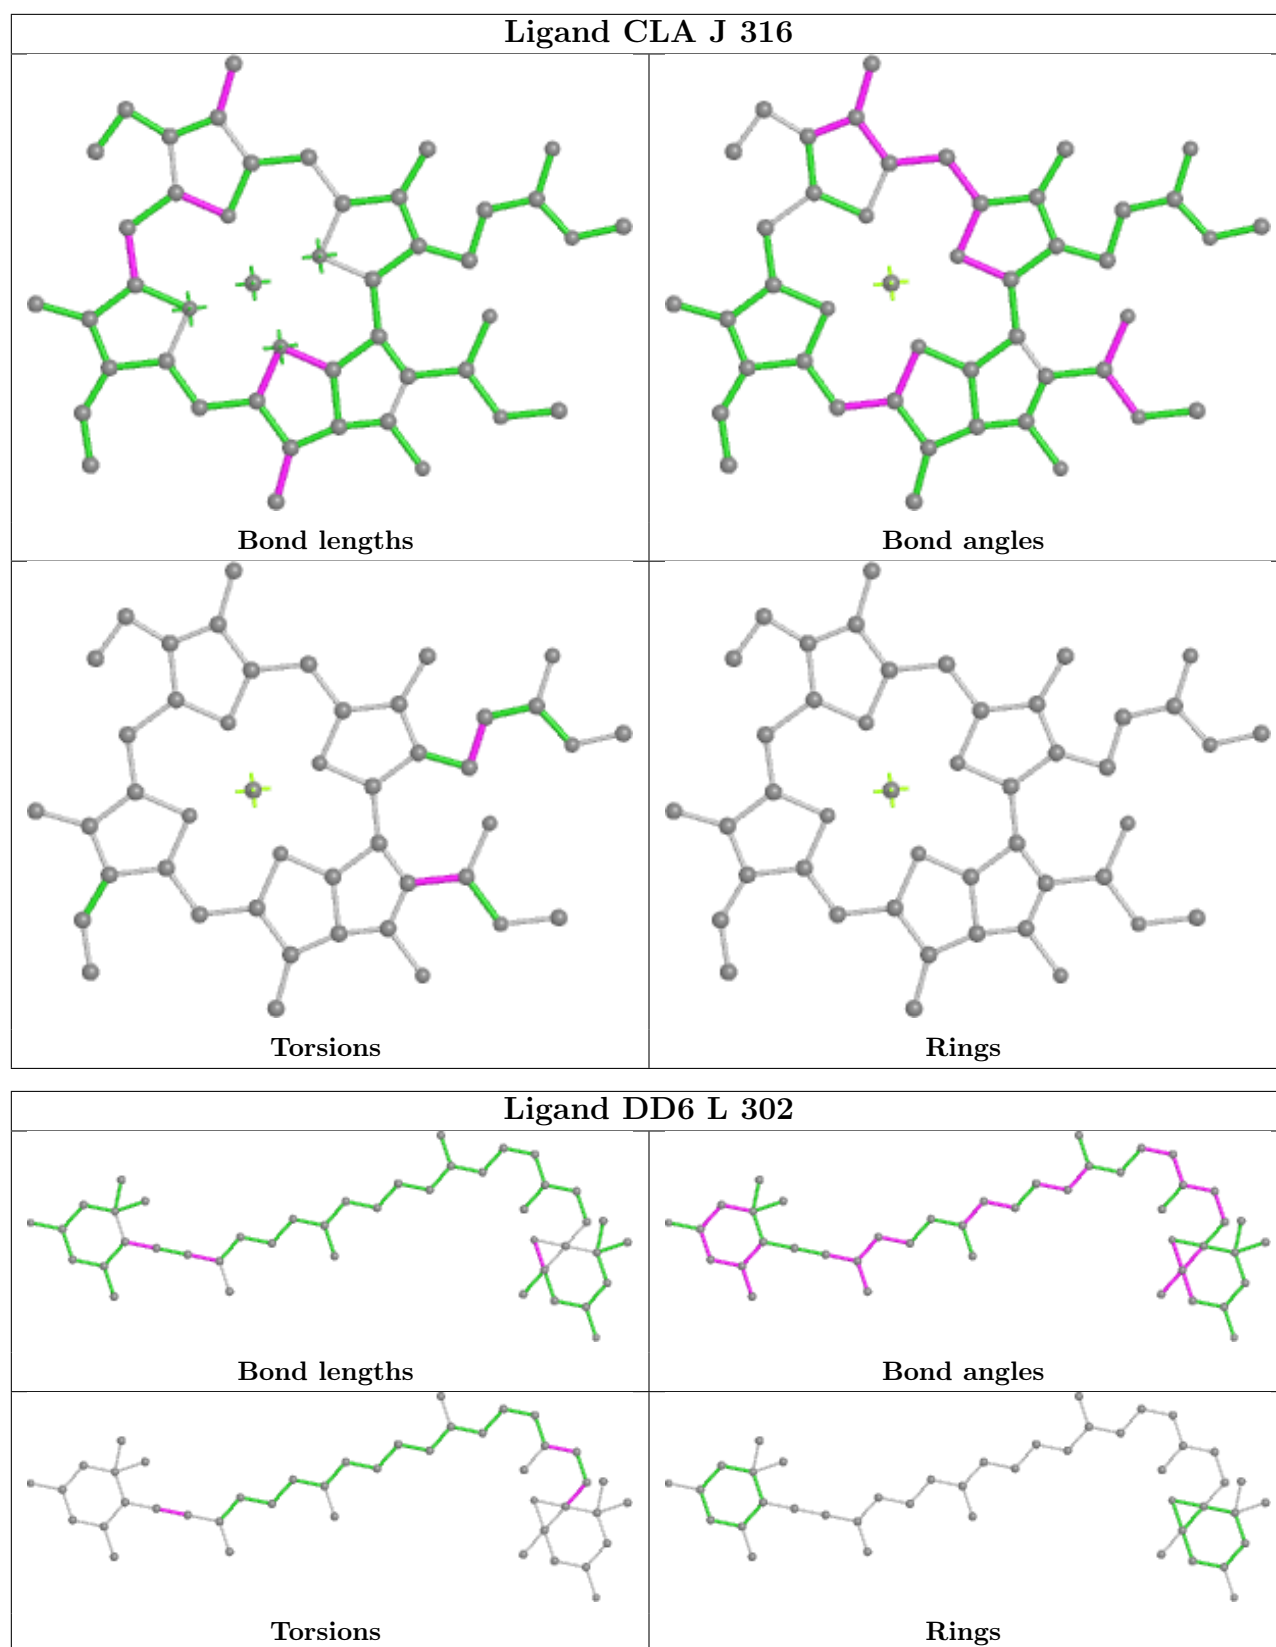 Ligand CLA J 316
Bond lengths
Bond angles
Torsions
Rings
Ligand DD6 L 302
Bond lengths
Bond angles
Torsions
Rings